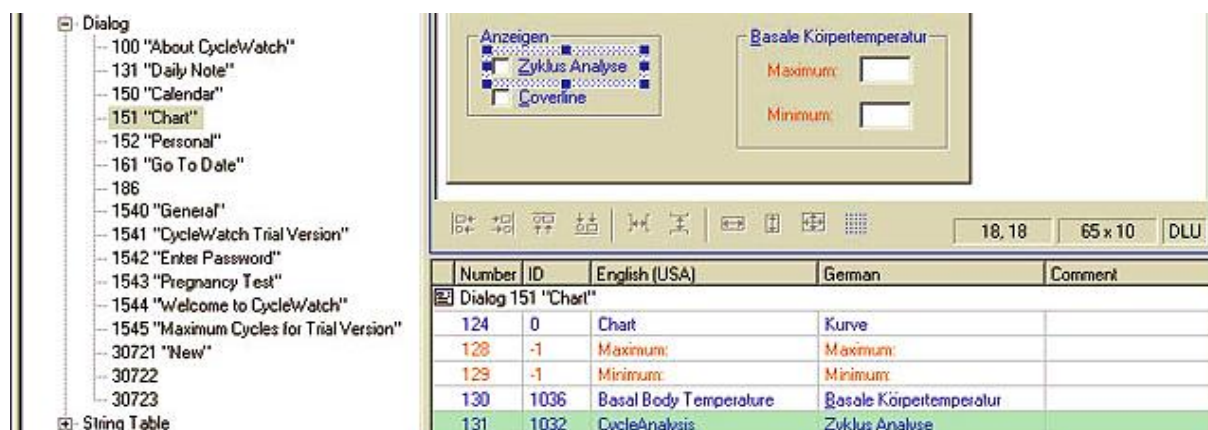 Dialog
100 "About CycleWatch"
131 "Daily Note"
150 "Calendar"
151 "Chart"
152 "Personal"
161 "Go To Date"
186
1540 "General"
1541 "CycleWatch Trial Version"
1542 "Enter Password"
1543 "Pregnancy Test"
1544 "Welcome to CycleWatch"
1545 "Maximum Cycles for Trial Version"
30721 "New"
30722
30723
String Table
Anzeigen
Zyklus Analyse
Coverline
Basale Körpertemperatur
Maximum:
Minimum:
18, 18 65 x 10 DLU
Number ID English (USA) German Comment
Dialog 151 "Chart"
124 0 Chart Kurve
128 -1 Maximum: Maximum:
129 -1 Minimum: Minimum:
130 1036 Basal Body Temperature Basale Körpertemperatur
131 1032 CycleAnalysis Zyklus Analyse